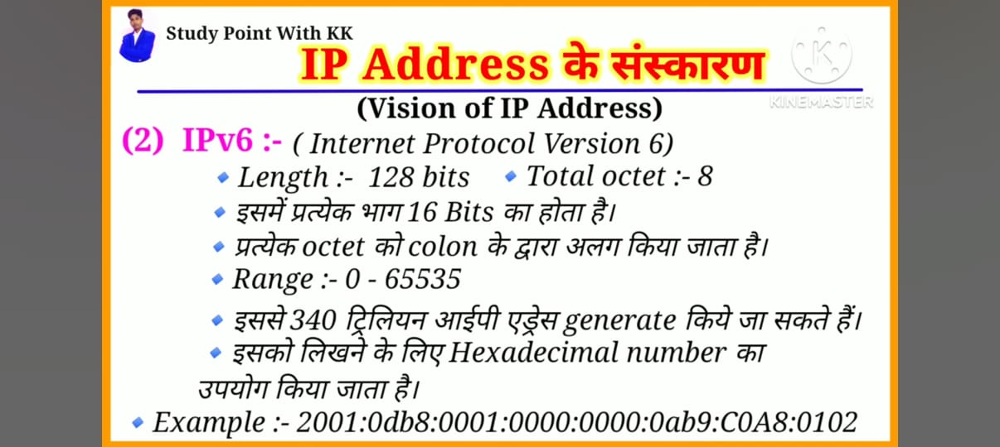 Study Point With KK
IP Address के संस्कारण
KINEMASTER
(Vision of IP Address)
(2) IPv6 :- ( Internet Protocol Version 6)
Length :- 128 bits Total octet :- 8
इसमें प्रत्येक भाग 16 Bits का होता है।
प्रत्येक octet को colon के द्वारा अलग किया जाता है।
Range :- 0 - 65535
इससे 340 ट्रिलियन आईपी एड्रेस generate किये जा सकते हैं।
इसको लिखने के लिए Hexadecimal number का
उपयोग किया जाता है।
Example :- 2001:0db8:0001:0000:0000:0ab9:C0A8:0102